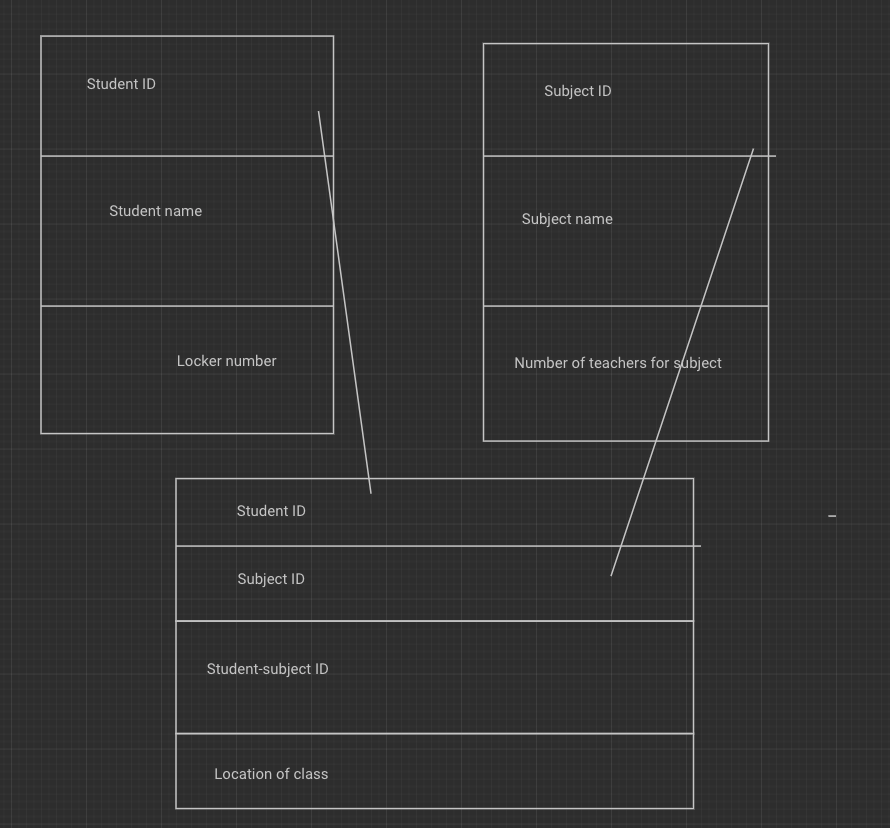 Student ID
Student name
Locker number
Subject ID
Subject name
Number of teachers for subject
Student ID
Subject ID
Student-subject ID
Location of class